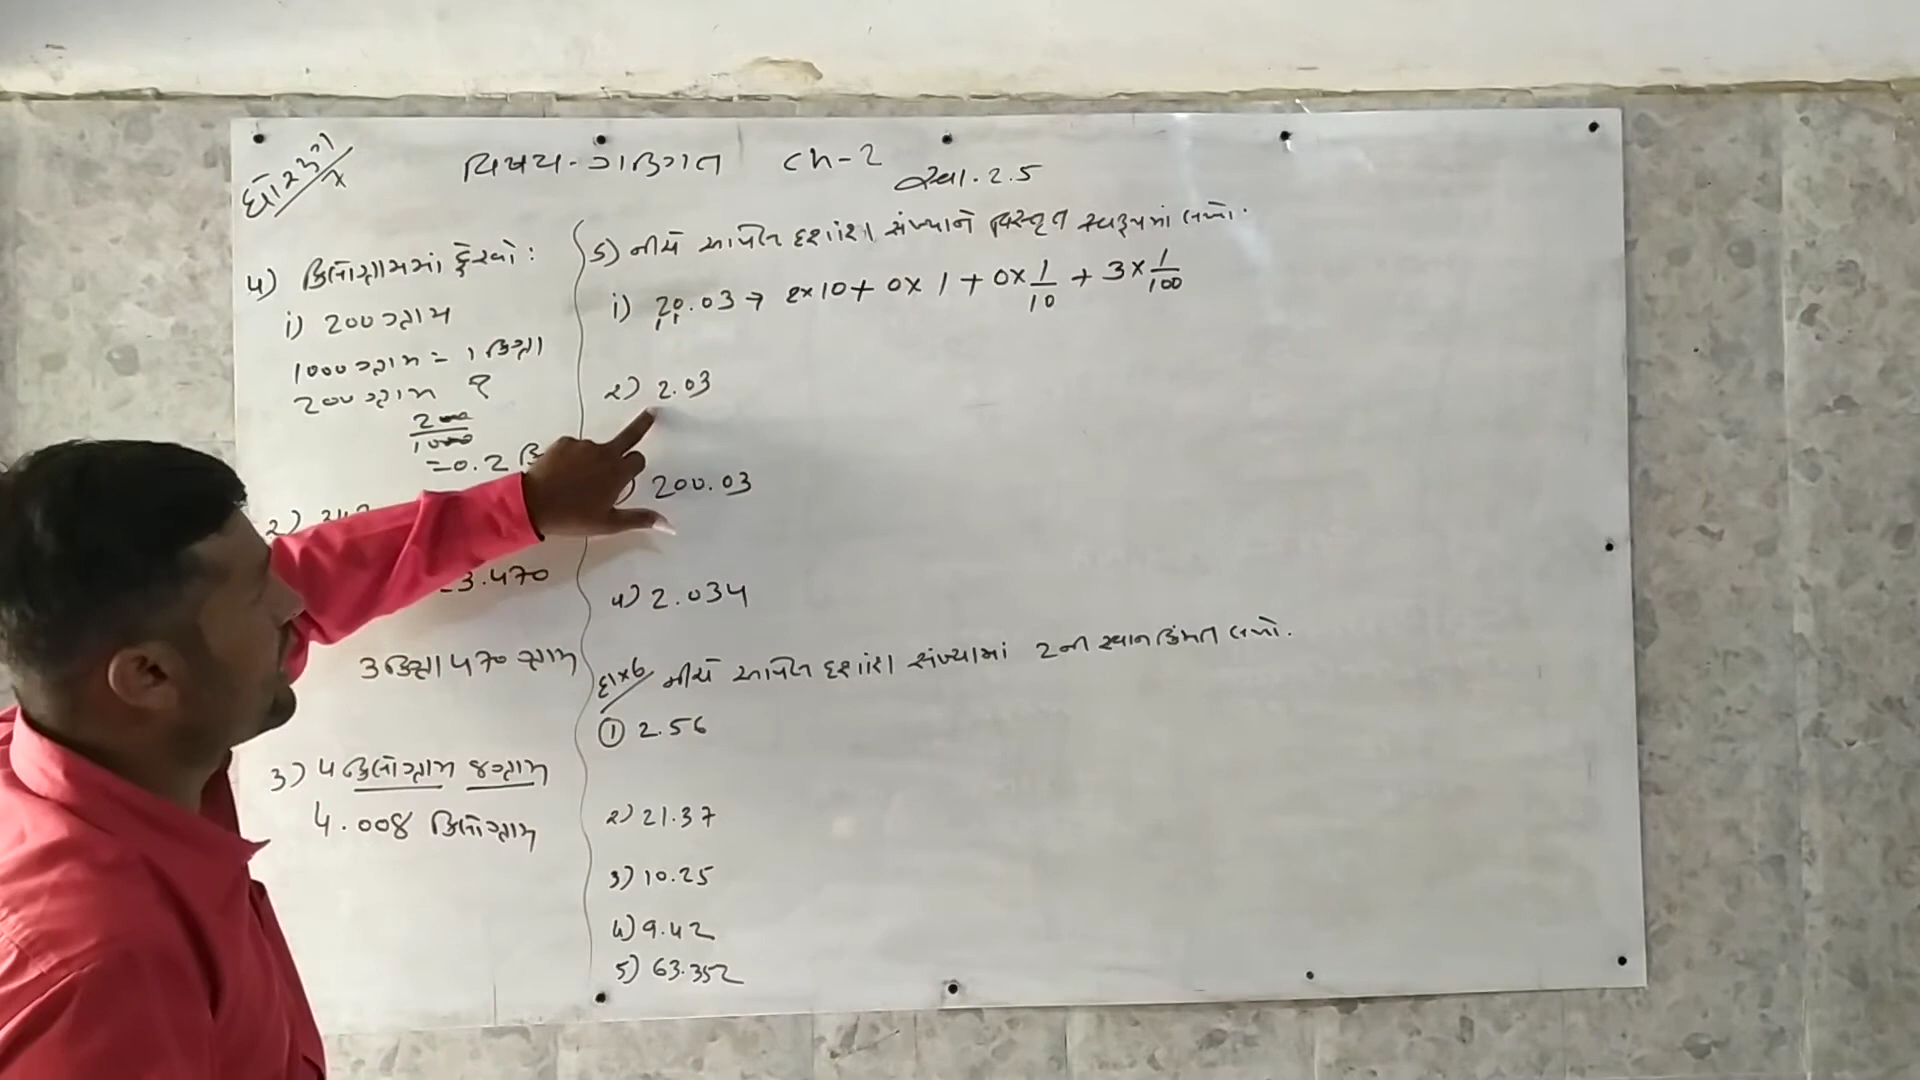 ધોરણ 7
વિષય - ગણિત Ch-2
સ્વા. 2.5
4) કિલોગ્રામમાં ફેરવો :
i) 200 ગ્રામ
1000 ગ્રામ = 1 કિગ્રા
200 ગ્રામ ?
200/1000
= 0.2 કિ
2) 34
= 3.470
3 કિગ્રા 470 ગ્રામ
3) 4 કિલોગ્રામ 8 ગ્રામ
4.008 કિલોગ્રામ
5) નીચે આપેલ દશાંશ સંખ્યાને વિસ્તૃત સ્વરૂપમાં લખો.
i) 20.03 → 2×10 + 0×1 + 0×1/10 + 3×1/100
2) 2.03
) 200.03
4) 2.034
દા×6 નીચે આપેલ દશાંશ સંખ્યામાં 2 ની સ્થાન કિંમત લખો.
① 2.56
2) 21.37
3) 10.25
4) 9.42
5) 63.352